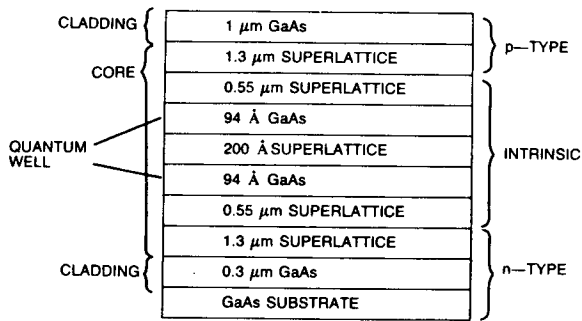 CLADDING
CORE
QUANTUM
WELL
CLADDING
1 μm GaAs
1.3 μm SUPERLATTICE
0.55 μm SUPERLATTICE
94 Å GaAs
200 Å SUPERLATTICE
94 Å GaAs
0.55 μm SUPERLATTICE
1.3 μm SUPERLATTICE
0.3 μm GaAs
GaAs SUBSTRATE
p—TYPE
INTRINSIC
n—TYPE